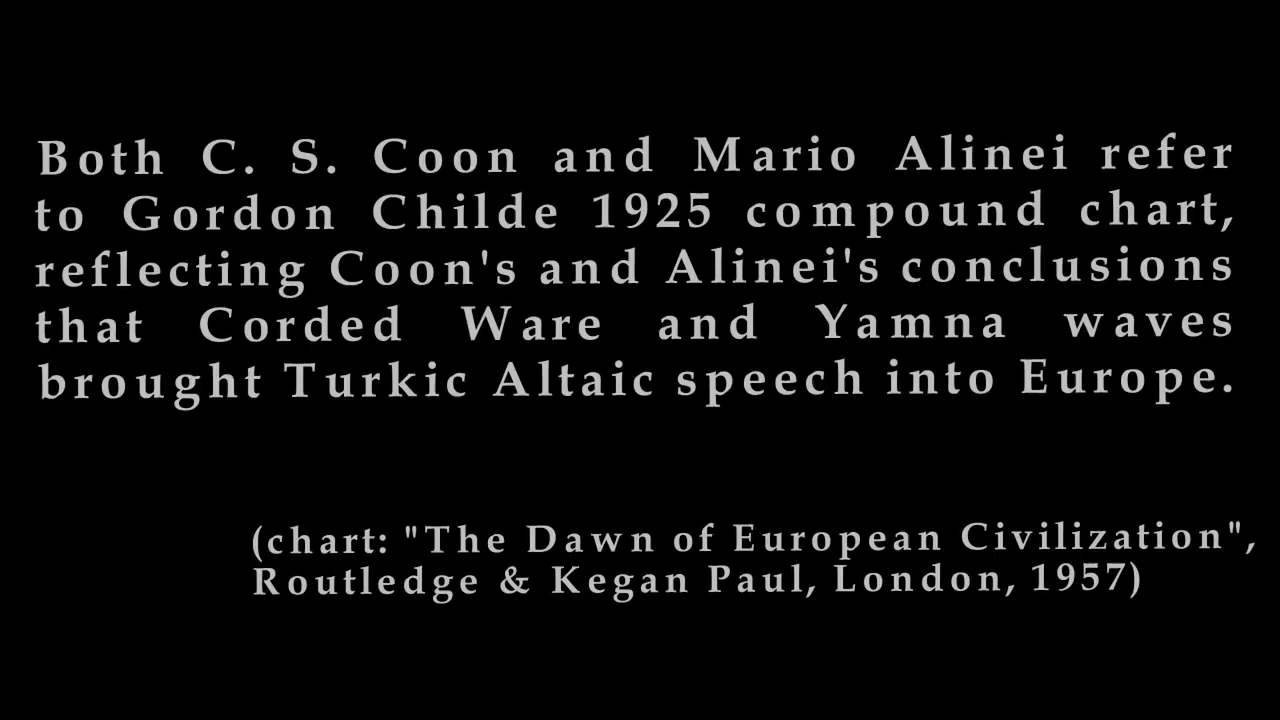 Both C. S. Coon and Mario Alinei refer
to Gordon Childe 1925 compound chart,
reflecting Coon's and Alinei's conclusions
that Corded Ware and Yamna waves
brought Turkic Altaic speech into Europe.
(chart: "The Dawn of European Civilization",
Routledge & Kegan Paul, London, 1957)